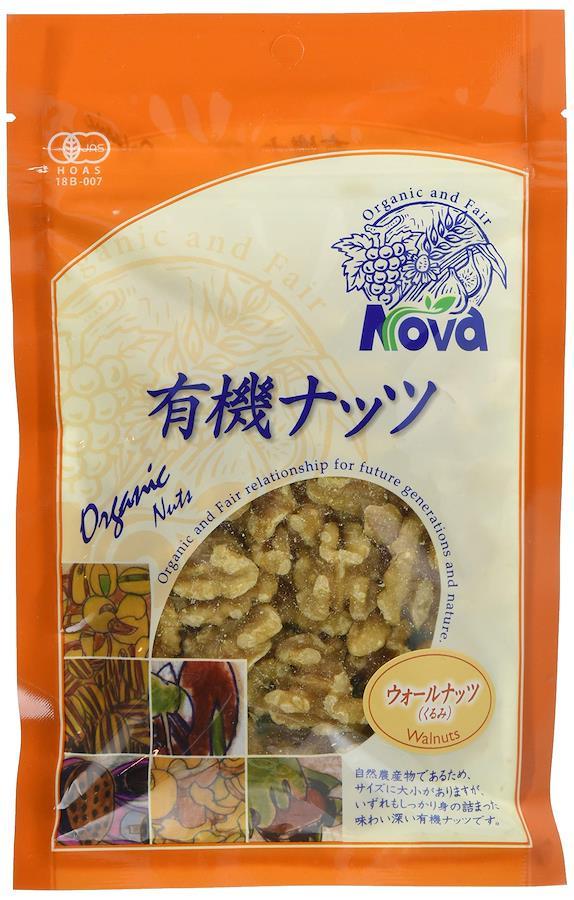 JAS
HOAS
18B-007
Organic and Fair
Organic and Fair
Nova
有機ナッツ
Organic
Nuts
Organic and Fair relationship for future generations and nature.
ウォールナッツ
(くるみ)
Walnuts
自然農産物であるため、
サイズに大小がありますが、
いずれもしっかり身の詰まった
味わい深い有機ナッツです。